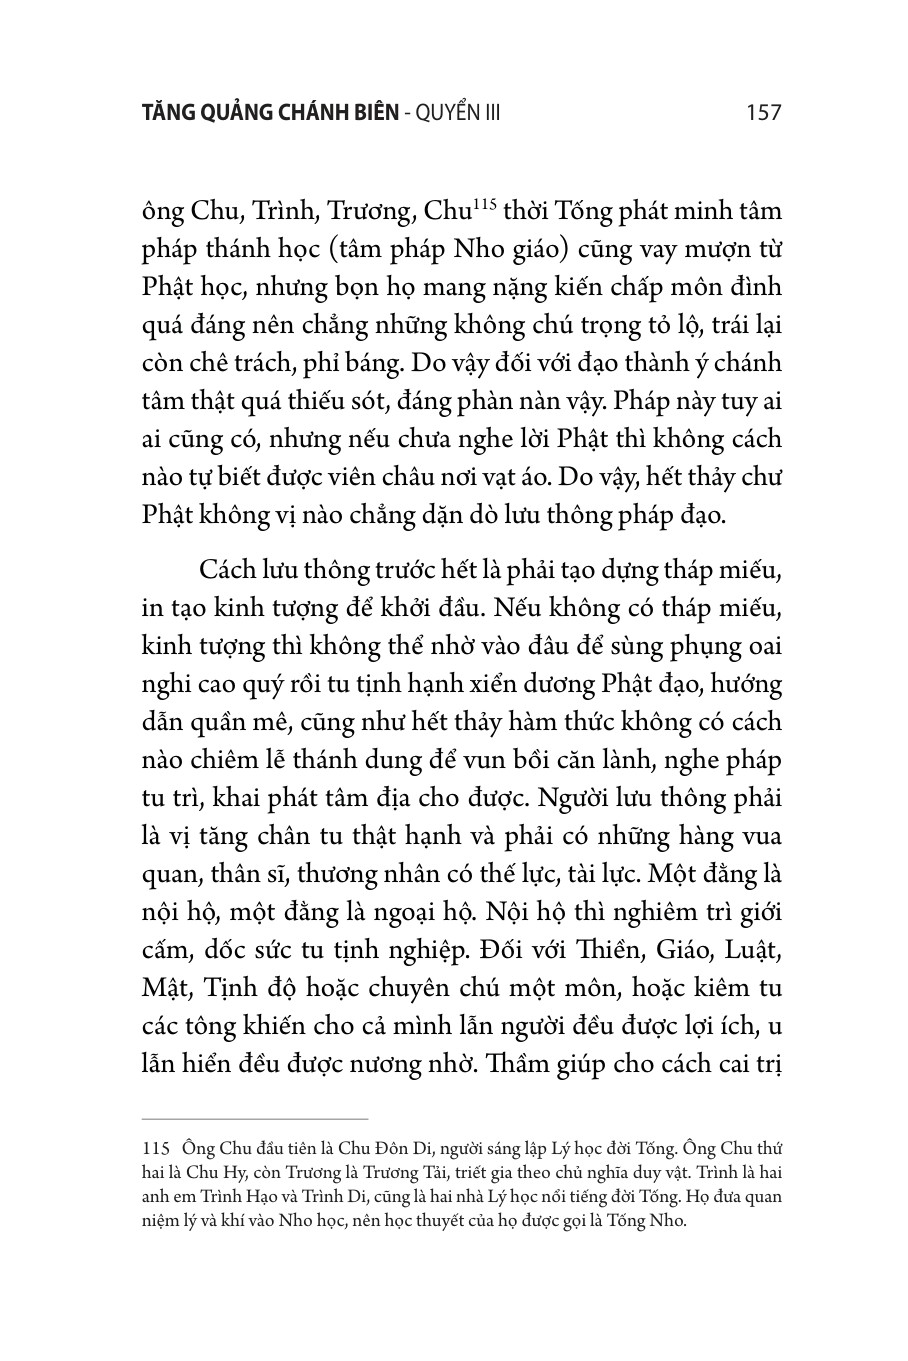 TĂNG QUẢNG CHÁNH BIÊN - QUYỂN III 157
ông Chu, Trình, Trương, Chu115 thời Tống phát minh tâm
pháp thánh học (tâm pháp Nho giáo) cũng vay mượn từ
Phật học, nhưng bọn họ mang nặng kiến chấp môn đình
quá đáng nên chẳng những không chú trọng tỏ lộ, trái lại
còn chê trách, phỉ báng. Do vậy đối với đạo thành ý chánh
tâm thật quá thiếu sót, đáng phàn nàn vậy. Pháp này tuy ai
ai cũng có, nhưng nếu chưa nghe lời Phật thì không cách
nào tự biết được viên châu nơi vạt áo. Do vậy, hết thảy chư
Phật không vị nào chẳng dặn dò lưu thông pháp đạo.
Cách lưu thông trước hết là phải tạo dựng tháp miếu,
in tạo kinh tượng để khởi đầu. Nếu không có tháp miếu,
kinh tượng thì không thể nhờ vào đâu để sùng phụng oai
nghi cao quý rồi tu tịnh hạnh xiển dương Phật đạo, hướng
dẫn quần mê, cũng như hết thảy hàm thức không có cách
nào chiêm lễ thánh dung để vun bồi căn lành, nghe pháp
tu trì, khai phát tâm địa cho được. Người lưu thông phải
là vị tăng chân tu thật hạnh và phải có những hàng vua
quan, thân sĩ, thương nhân có thế lực, tài lực. Một đằng là
nội hộ, một đằng là ngoại hộ. Nội hộ thì nghiêm trì giới
cấm, dốc sức tu tịnh nghiệp. Đối với Thiền, Giáo, Luật,
Mật, Tịnh độ hoặc chuyên chú một môn, hoặc kiêm tu
các tông khiến cho cả mình lẫn người đều được lợi ích, u
lẫn hiển đều được nương nhờ. Thầm giúp cho cách cai trị
115 Ông Chu đầu tiên là Chu Đôn Di, người sáng lập Lý học đời Tống. Ông Chu thứ
hai là Chu Hy, còn Trương là Trương Tải, triết gia theo chủ nghĩa duy vật. Trình là hai
anh em Trình Hạo và Trình Di, cũng là hai nhà Lý học nổi tiếng đời Tống. Họ đưa quan
niệm lý và khí vào Nho học, nên học thuyết của họ được gọi là Tống Nho.